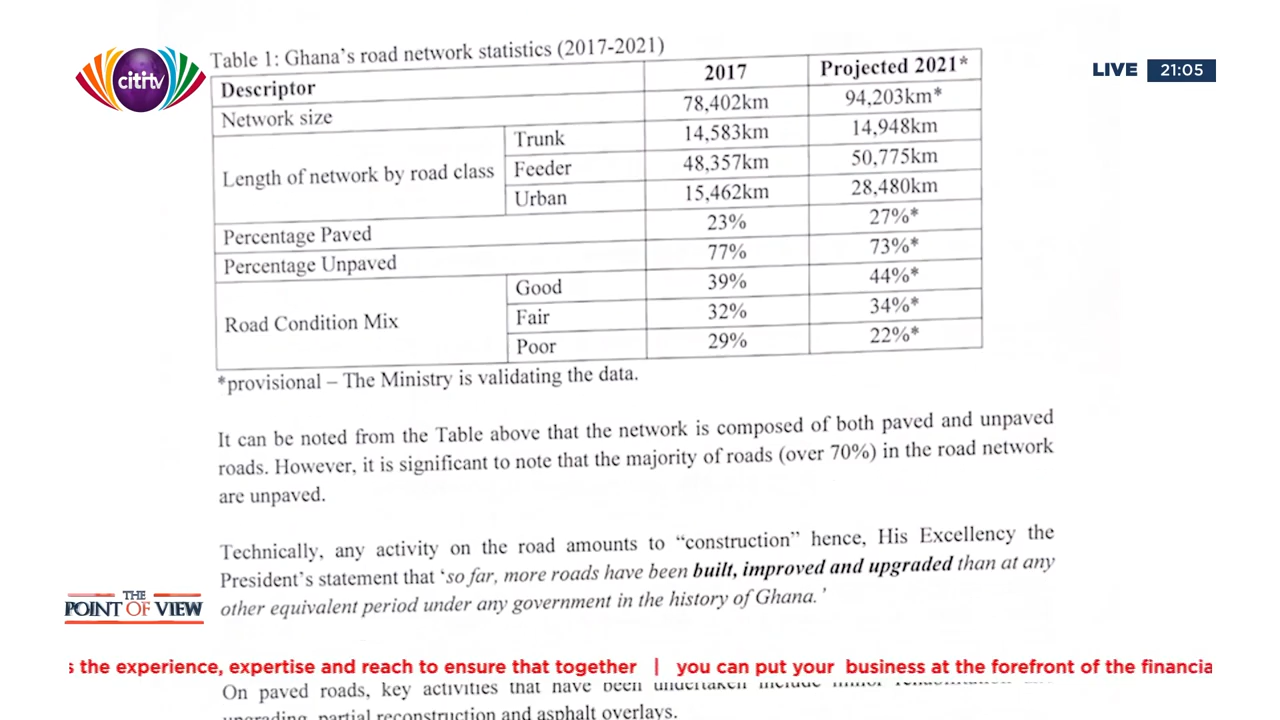 Table 1: Ghana's road network statistics (2017-2021)
Descriptor 2017 Projected 2021*
Network size 78,402km 94,203km*
Length of network by road class Trunk 14,583km 14,948km
Feeder 48,357km 50,775km
Urban 15,462km 28,480km
Percentage Paved 23% 27%*
Percentage Unpaved 77% 73%*
Road Condition Mix Good 39% 44%*
Fair 32% 34%*
Poor 29% 22%*
*provisional – The Ministry is validating the data.
It can be noted from the Table above that the network is composed of both paved and unpaved
roads. However, it is significant to note that the majority of roads (over 70%) in the road network
are unpaved.
Technically, any activity on the road amounts to “construction” hence, His Excellency the
President's statement that ‘so far, more roads have been built, improved and upgraded than at any
other equivalent period under any government in the history of Ghana.’
On paved roads, key activities that have been undertaken include minor
upgrading, partial reconstruction and asphalt overlays.
citi tv
LIVE 21:05
THE
POINT OF VIEW
s the experience, expertise and reach to ensure that together | you can put your business at the forefront of the financia